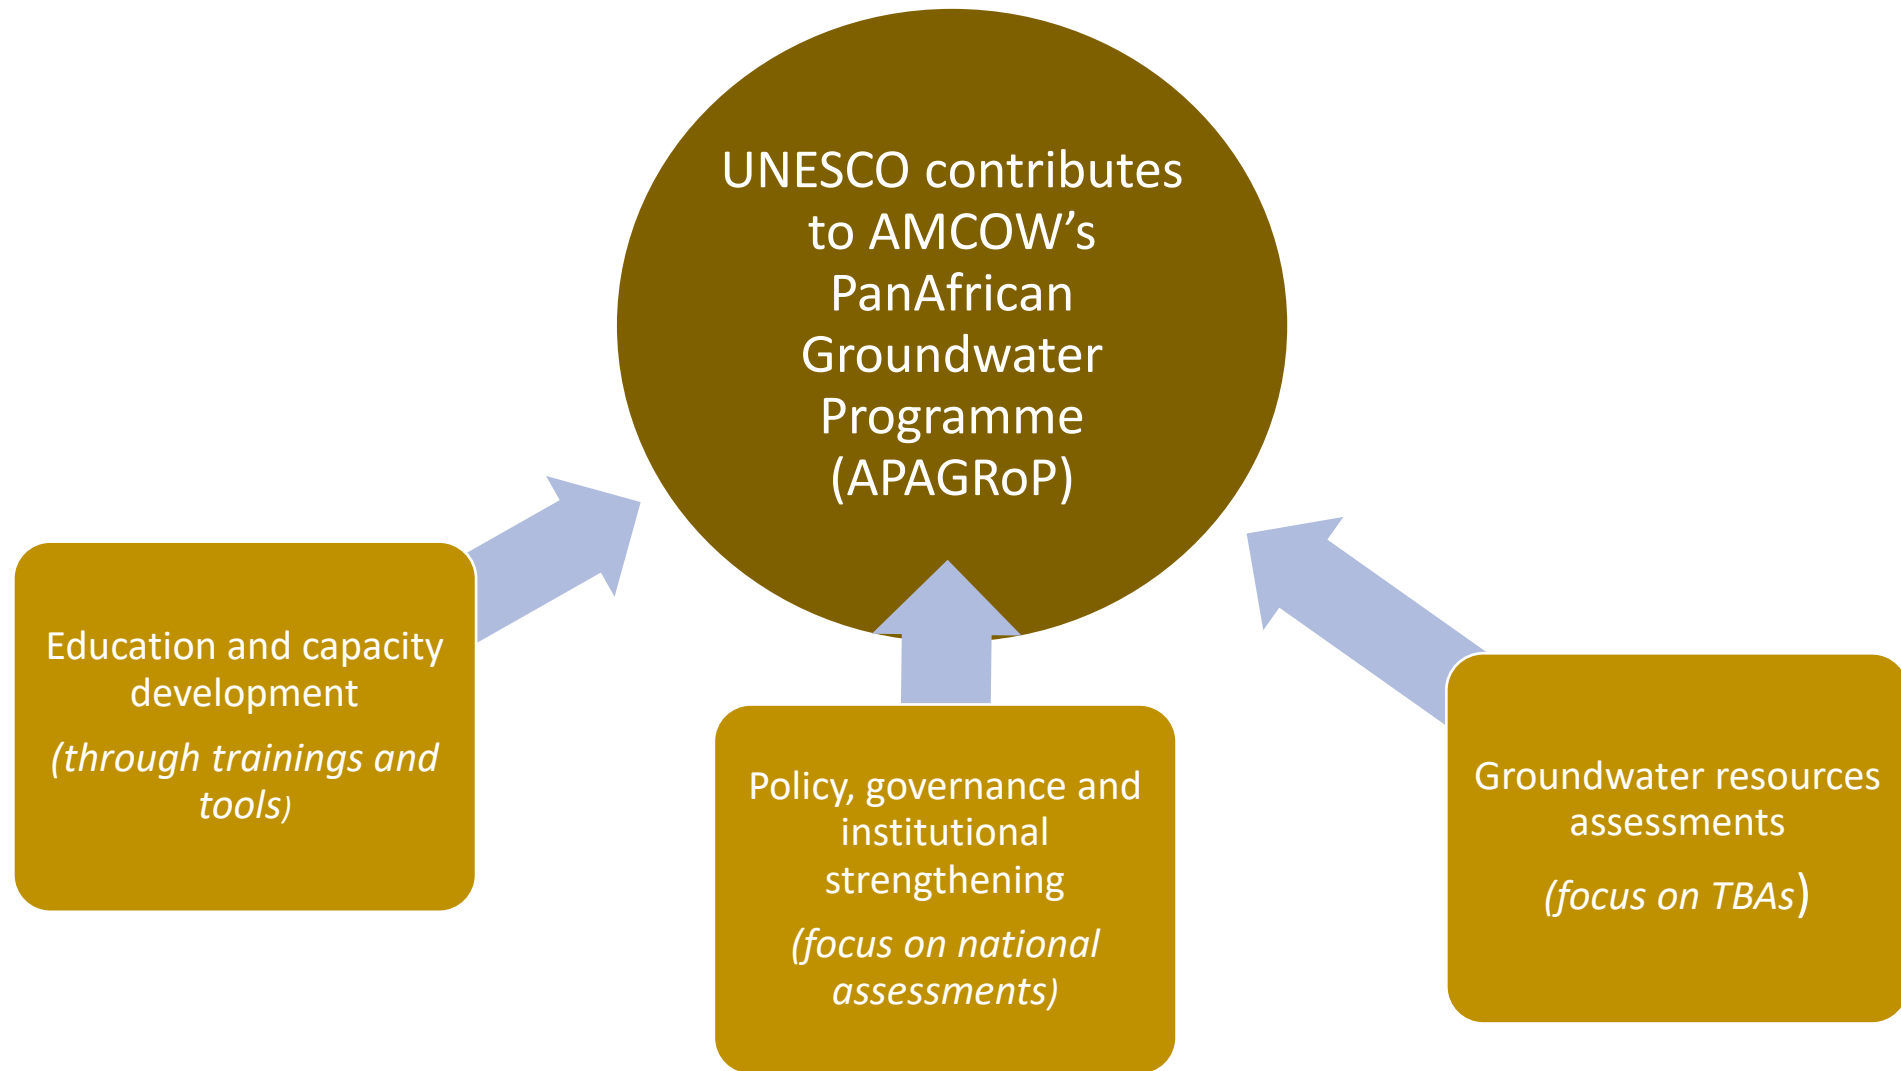 UNESCO contributes
to AMCOW’s
PanAfrican
Groundwater
Programme
(APAGRoP)
Education and capacity
development
(through trainings and
tools)
Policy, governance and
institutional
strengthening
(focus on national
assessments)
Groundwater resources
assessments
(focus on TBAs)